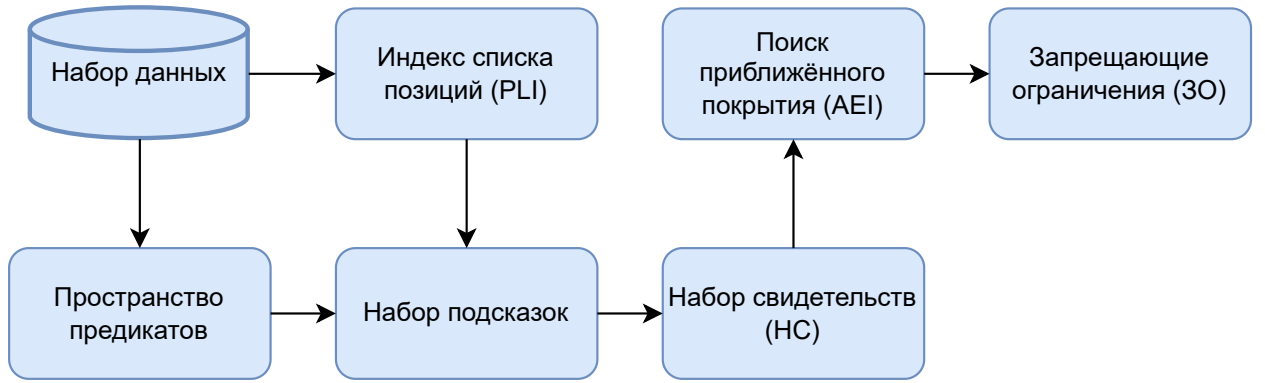 Набор данных
Индекс списка
позиций (PLI)
Поиск
приближённого
покрытия (AEI)
Запрещающие
ограничения (ЗО)
Пространство
предикатов
Набор подсказок
Набор свидетельств
(НС)